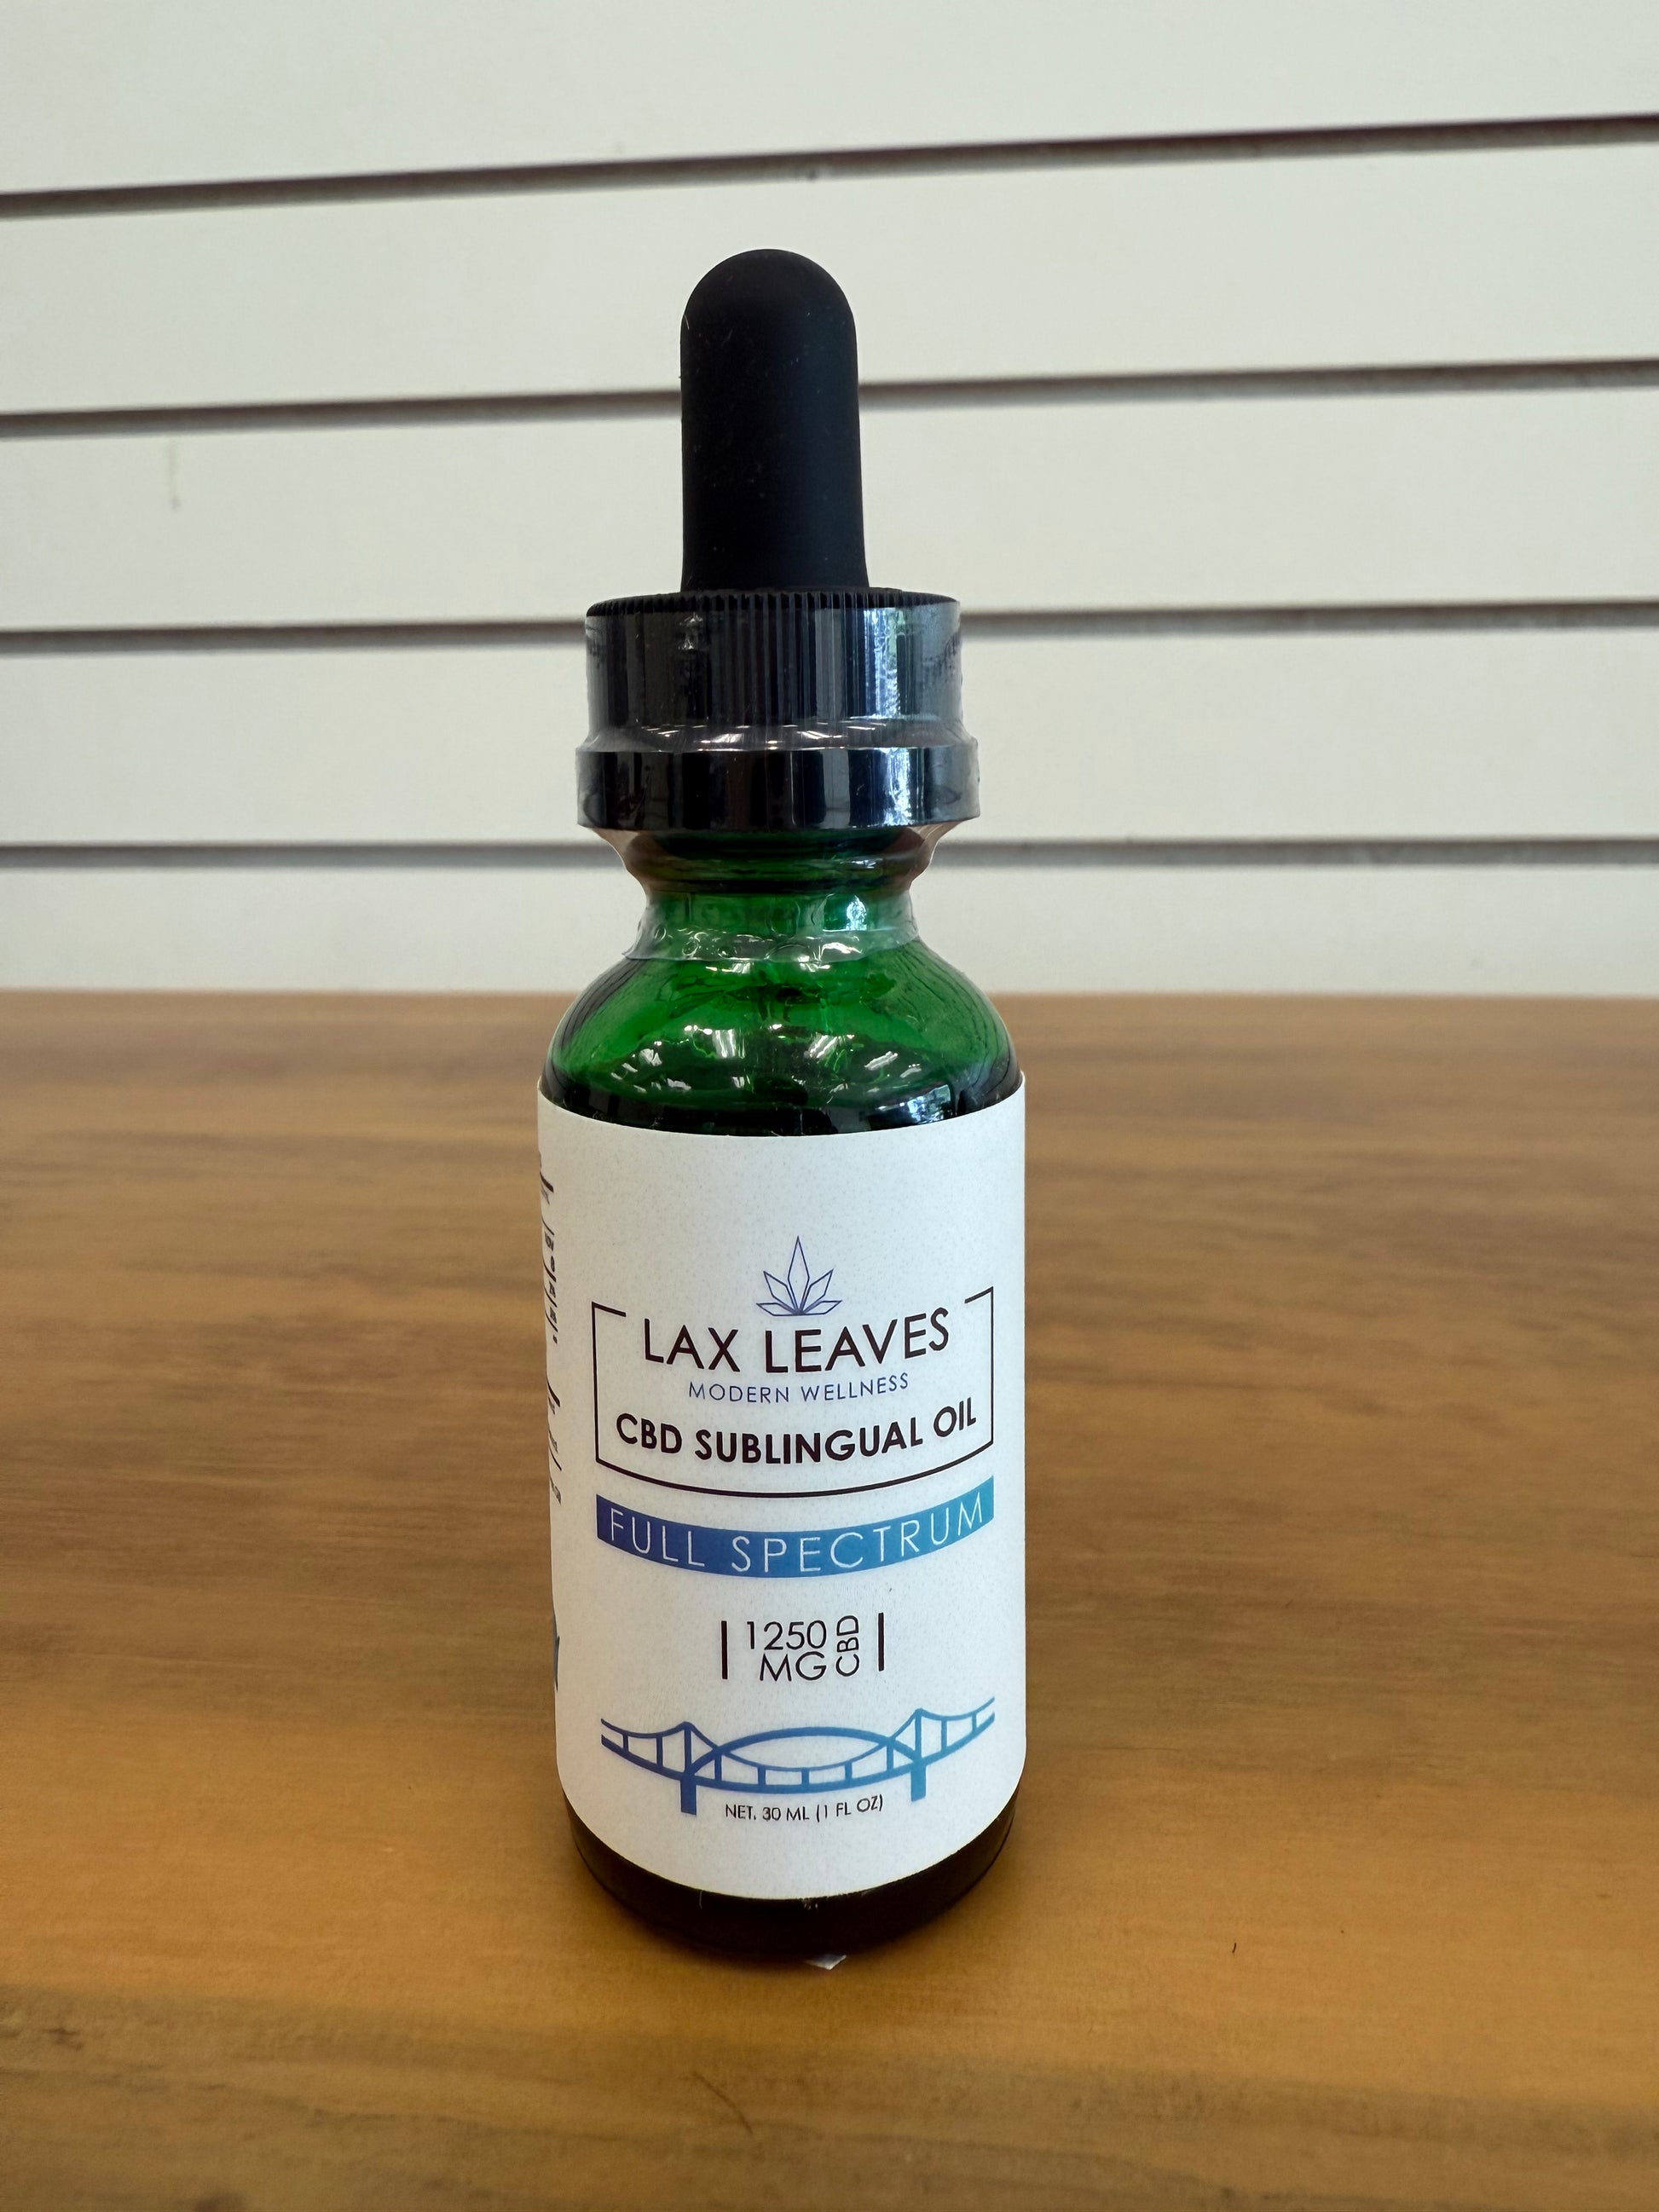 LAX LEAVES
MODERN WELLNESS
CBD SUBLINGUAL OIL
FULL SPECTRUM
1250 MG CBD
NET. 30 ML (1 FL OZ)